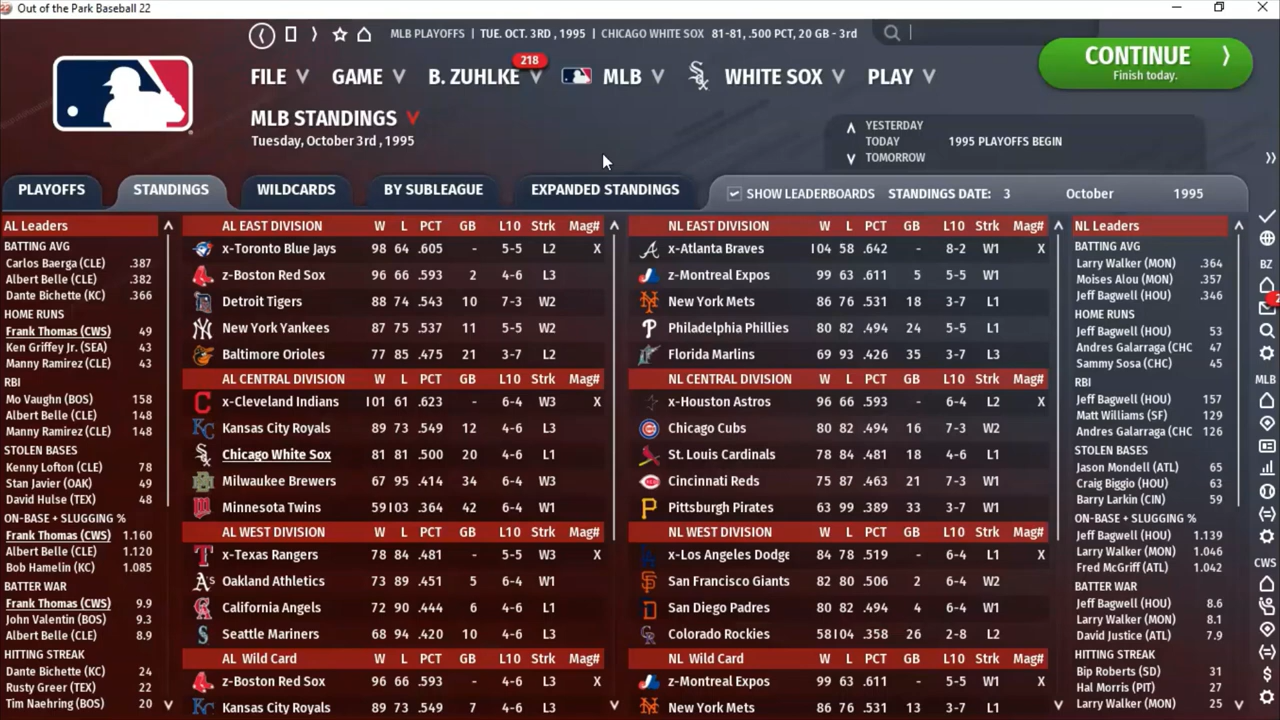 Out of the Park Baseball 22
MLB PLAYOFFS | TUE. OCT. 3RD , 1995 | CHICAGO WHITE SOX 81-81, .500 PCT, 20 GB - 3rd
FILE GAME B. ZUHLKE 218 MLB WHITE SOX PLAY
CONTINUE
Finish today.
MLB STANDINGS
Tuesday, October 3rd , 1995
YESTERDAY
TODAY 1995 PLAYOFFS BEGIN
TOMORROW
PLAYOFFS STANDINGS WILDCARDS BY SUBLEAGUE EXPANDED STANDINGS SHOW LEADERBOARDS STANDINGS DATE: 3 October 1995
AL Leaders
BATTING AVG
Carlos Baerga (CLE) .387
Albert Belle (CLE) .382
Dante Bichette (KC) .366
HOME RUNS
Frank Thomas (CWS) 49
Ken Griffey Jr. (SEA) 43
Manny Ramirez (CLE) 43
RBI
Mo Vaughn (BOS) 158
Albert Belle (CLE) 148
Manny Ramirez (CLE) 148
STOLEN BASES
Kenny Lofton (CLE) 78
Stan Javier (OAK) 49
David Hulse (TEX) 48
ON-BASE + SLUGGING %
Frank Thomas (CWS) 1.160
Albert Belle (CLE) 1.120
Bob Hamelin (KC) 1.085
BATTER WAR
Frank Thomas (CWS) 9.9
John Valentin (BOS) 9.3
Albert Belle (CLE) 8.9
HITTING STREAK
Dante Bichette (KC) 24
Rusty Greer (TEX) 22
Tim Naehring (BOS) 20
AL EAST DIVISION W L PCT GB L10 Strk Mag#
x-Toronto Blue Jays 98 64 .605 - 5-5 L2 X
z-Boston Red Sox 96 66 .593 2 4-6 L3
Detroit Tigers 88 74 .543 10 7-3 W2
New York Yankees 87 75 .537 11 5-5 W2
Baltimore Orioles 77 85 .475 21 3-7 L2
AL CENTRAL DIVISION W L PCT GB L10 Strk Mag#
x-Cleveland Indians 101 61 .623 - 6-4 W3 X
Kansas City Royals 89 73 .549 12 6-4 L3
Chicago White Sox 81 81 .500 20 4-6 L1
Milwaukee Brewers 67 95 .414 34 6-4 W3
Minnesota Twins 59 103 .364 42 6-4 W1
AL WEST DIVISION W L PCT GB L10 Strk Mag#
x-Texas Rangers 78 84 .481 - 5-5 W3 X
Oakland Athletics 73 89 .451 5 6-4 W1
California Angels 72 90 .444 6 4-6 L1
Seattle Mariners 68 94 .420 10 4-6 L3
AL Wild Card W L PCT GB L10 Strk Mag#
z-Boston Red Sox 96 66 .593 - 4-6 L3 X
Kansas City Royals 89 73 .549 7 6-4 L3
NL EAST DIVISION W L PCT GB L10 Strk Mag#
x-Atlanta Braves 104 58 .642 - 8-2 W1 X
z-Montreal Expos 99 63 .611 5 5-5 W1
New York Mets 86 76 .531 18 3-7 L1
Philadelphia Phillies 80 82 .494 24 5-5 L1
Florida Marlins 69 93 .426 35 3-7 L3
NL CENTRAL DIVISION W L PCT GB L10 Strk Mag#
x-Houston Astros 96 66 .593 - 6-4 L2 X
Chicago Cubs 80 82 .494 16 7-3 W2
St. Louis Cardinals 78 84 .481 18 4-6 L1
Cincinnati Reds 75 87 .463 21 7-3 W1
Pittsburgh Pirates 63 99 .389 33 3-7 W1
NL WEST DIVISION W L PCT GB L10 Strk Mag#
x-Los Angeles Dodge 84 78 .519 - 6-4 L1 X
San Francisco Giants 82 80 .506 2 6-4 W2
San Diego Padres 80 82 .494 4 6-4 W1
Colorado Rockies 58 104 .358 26 2-8 L2
NL Wild Card W L PCT GB L10 Strk Mag#
z-Montreal Expos 99 63 .611 - 5-5 W1 X
New York Mets 86 76 .531 13 3-7 L1
NL Leaders
BATTING AVG
Larry Walker (MON) .364
Moises Alou (MON) .357
Jeff Bagwell (HOU) .346
HOME RUNS
Jeff Bagwell (HOU) 53
Andres Galarraga (CHC 47
Sammy Sosa (CHC) 45
RBI
Jeff Bagwell (HOU) 157
Matt Williams (SF) 129
Andres Galarraga (CHC 126
STOLEN BASES
Jason Mondell (ATL) 65
Craig Biggio (HOU) 63
Barry Larkin (CIN) 59
ON-BASE + SLUGGING %
Jeff Bagwell (HOU) 1.139
Larry Walker (MON) 1.046
Fred McGriff (ATL) 1.042
BATTER WAR
Jeff Bagwell (HOU) 8.6
Larry Walker (MON) 8.1
David Justice (ATL) 7.9
HITTING STREAK
Bip Roberts (SD) 31
Hal Morris (PIT) 27
Larry Walker (MON) 25
BZ
2
MLB
CWS